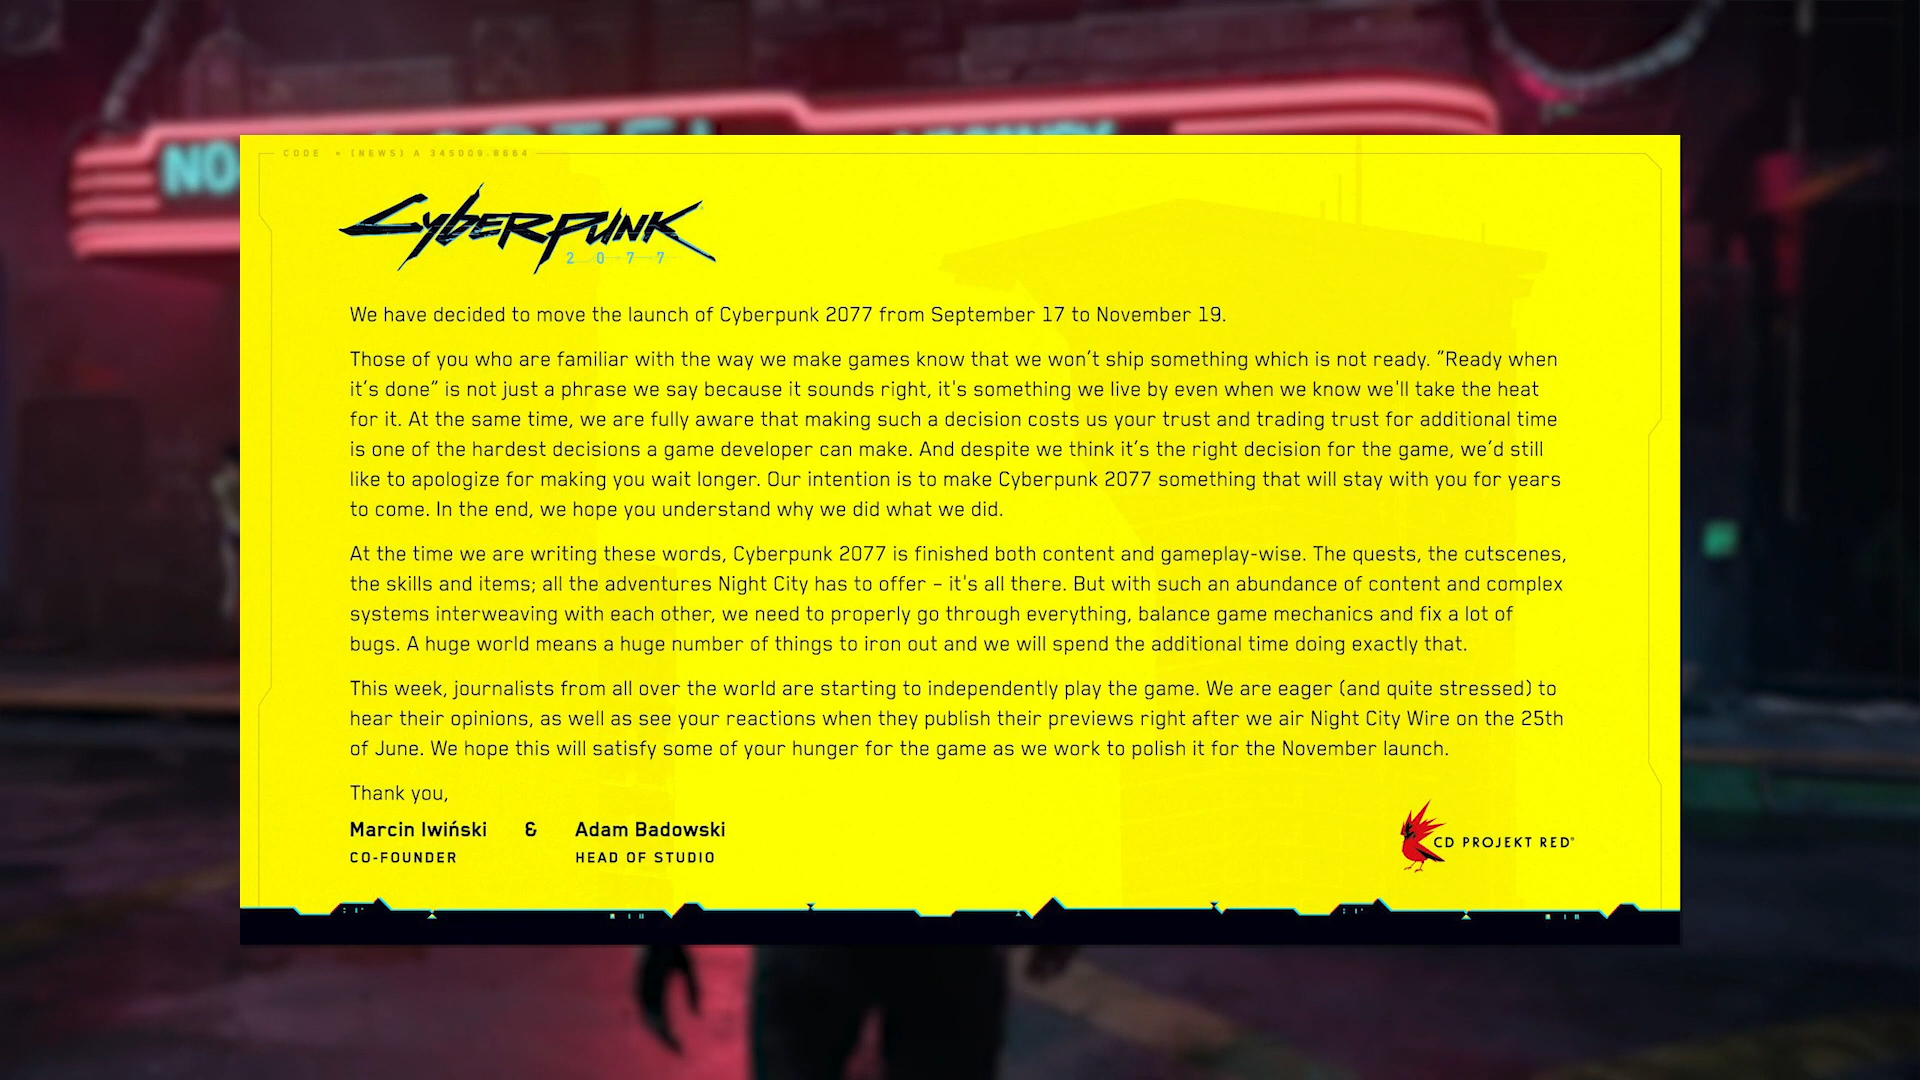 NO
CODE = (NEWS) A 345009.8664
CYBERPUNK
2077
We have decided to move the launch of Cyberpunk 2077 from September 17 to November 19.
Those of you who are familiar with the way we make games know that we won't ship something which is not ready. "Ready when
it's done" is not just a phrase we say because it sounds right, it's something we live by even when we know we'll take the heat
for it. At the same time, we are fully aware that making such a decision costs us your trust and trading trust for additional time
is one of the hardest decisions a game developer can make. And despite we think it's the right decision for the game, we'd still
like to apologize for making you wait longer. Our intention is to make Cyberpunk 2077 something that will stay with you for years
to come. In the end, we hope you understand why we did what we did.
At the time we are writing these words, Cyberpunk 2077 is finished both content and gameplay-wise. The quests, the cutscenes,
the skills and items; all the adventures Night City has to offer – it's all there. But with such an abundance of content and complex
systems interweaving with each other, we need to properly go through everything, balance game mechanics and fix a lot of
bugs. A huge world means a huge number of things to iron out and we will spend the additional time doing exactly that.
This week, journalists from all over the world are starting to independently play the game. We are eager (and quite stressed) to
hear their opinions, as well as see your reactions when they publish their previews right after we air Night City Wire on the 25th
of June. We hope this will satisfy some of your hunger for the game as we work to polish it for the November launch.
Thank you,
Marcin Iwiński & Adam Badowski
CO-FOUNDER HEAD OF STUDIO
CD PROJEKT RED®